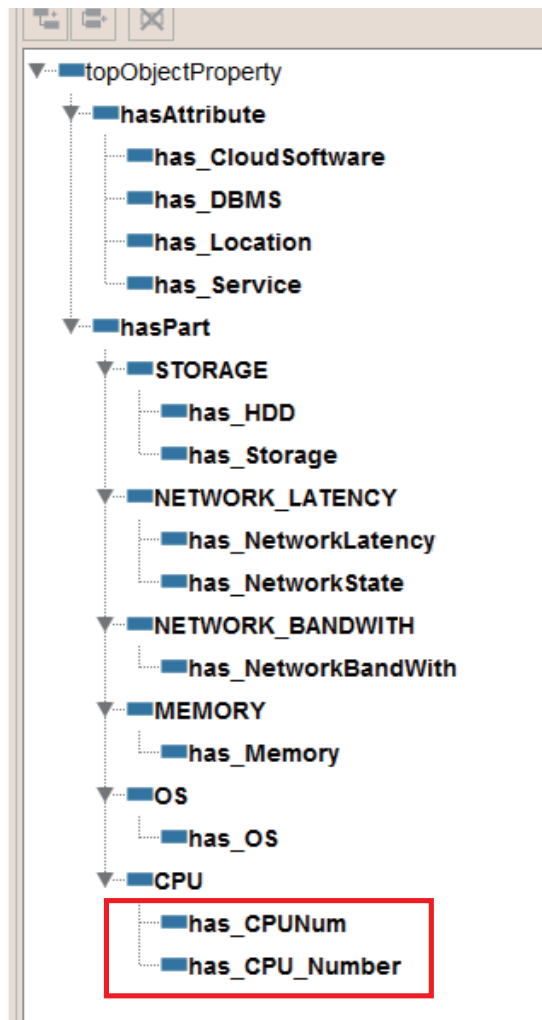 topObjectProperty
hasAttribute
has_CloudSoftware
has_DBMS
has_Location
has_Service
hasPart
STORAGE
has_HDD
has_Storage
NETWORK_LATENCY
has_NetworkLatency
has_NetworkState
NETWORK_BANDWITH
has_NetworkBandWith
MEMORY
has_Memory
OS
has_OS
CPU
has_CPUNum
has_CPU_Number